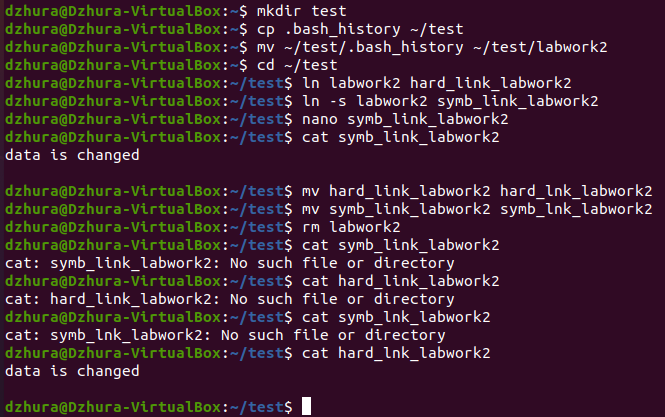 dzhura@Dzhura-VirtualBox:~$ mkdir test
dzhura@Dzhura-VirtualBox:~$ cp .bash_history ~/test
dzhura@Dzhura-VirtualBox:~$ mv ~/test/.bash_history ~/test/labwork2
dzhura@Dzhura-VirtualBox:~$ cd ~/test
dzhura@Dzhura-VirtualBox:~/test$ ln labwork2 hard_link_labwork2
dzhura@Dzhura-VirtualBox:~/test$ ln -s labwork2 symb_link_labwork2
dzhura@Dzhura-VirtualBox:~/test$ nano symb_link_labwork2
dzhura@Dzhura-VirtualBox:~/test$ cat symb_link_labwork2
data is changed
dzhura@Dzhura-VirtualBox:~/test$ mv hard_link_labwork2 hard_lnk_labwork2
dzhura@Dzhura-VirtualBox:~/test$ mv symb_link_labwork2 symb_lnk_labwork2
dzhura@Dzhura-VirtualBox:~/test$ rm labwork2
dzhura@Dzhura-VirtualBox:~/test$ cat symb_link_labwork2
cat: symb_link_labwork2: No such file or directory
dzhura@Dzhura-VirtualBox:~/test$ cat hard_link_labwork2
cat: hard_link_labwork2: No such file or directory
dzhura@Dzhura-VirtualBox:~/test$ cat symb_lnk_labwork2
cat: symb_lnk_labwork2: No such file or directory
dzhura@Dzhura-VirtualBox:~/test$ cat hard_lnk_labwork2
data is changed
dzhura@Dzhura-VirtualBox:~/test$